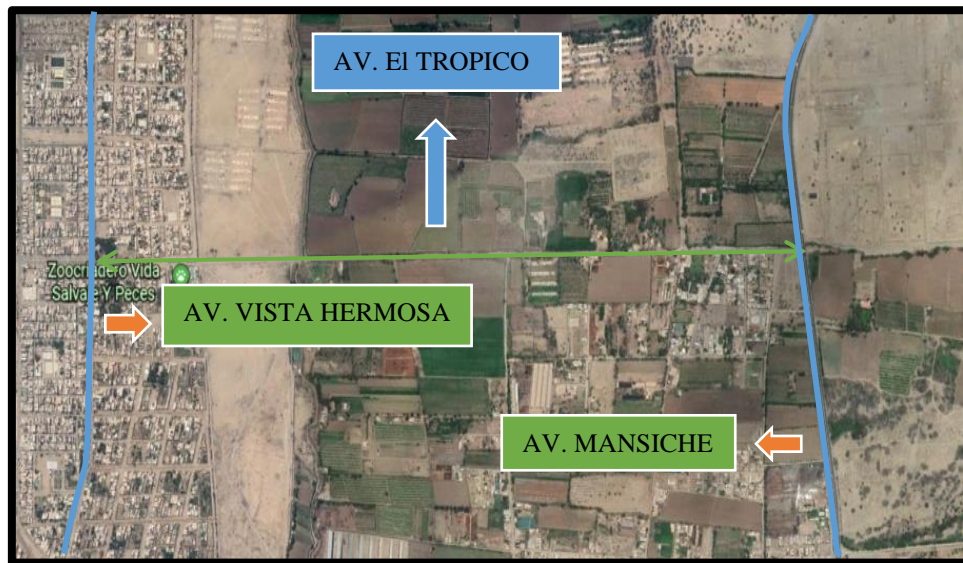 AV. El TROPICO
Zoocriadero Vida
Salvaje Y Peces
AV. VISTA HERMOSA
AV. MANSICHE